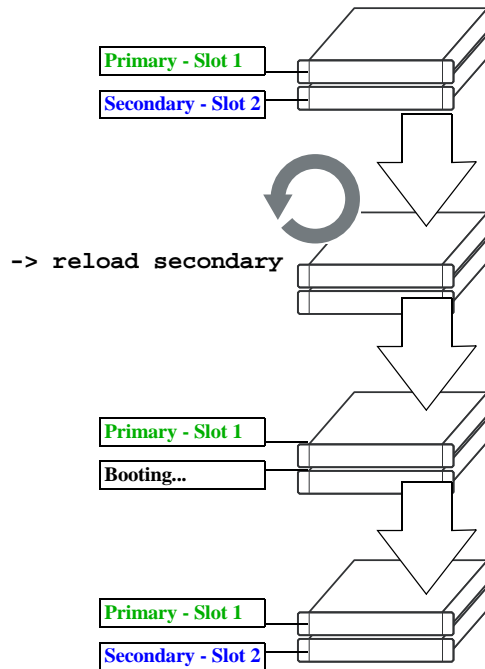 Primary - Slot 1
Secondary - Slot 2
-> reload secondary
Primary - Slot 1
Booting...
Primary - Slot 1
Secondary - Slot 2